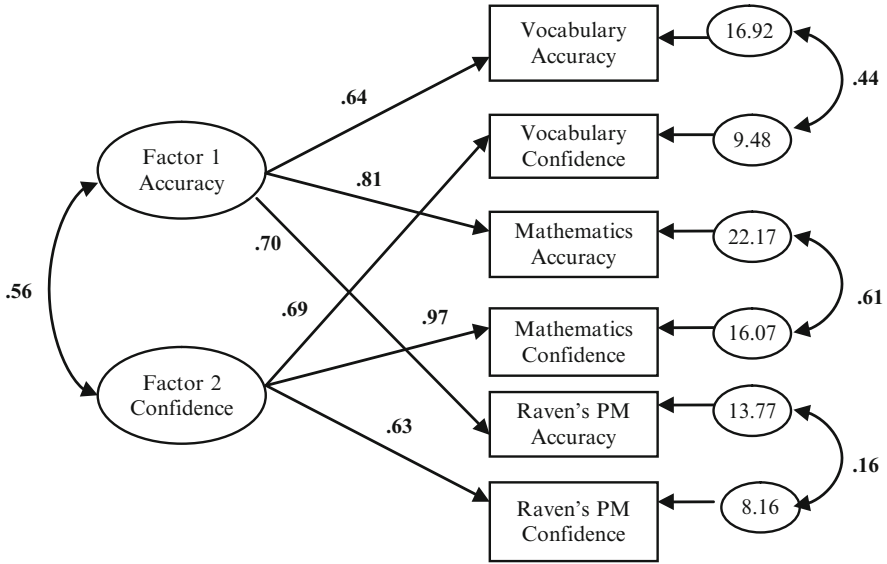 Vocabulary
Accuracy
16.92
.44
.64
Vocabulary
Confidence
9.48
Factor 1
Accuracy
.81
Mathematics
Accuracy
22.17
.70
.56
.61
.69
.97
Mathematics
Confidence
16.07
Factor 2
Confidence
.63
Raven's PM
Accuracy
13.77
.16
Raven's PM
Confidence
8.16